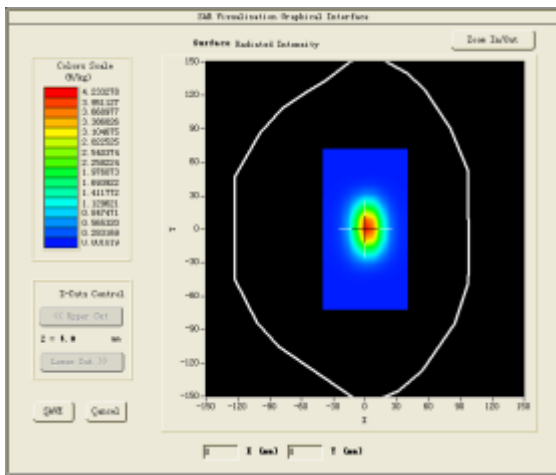 SAR Visualisation Graphical Interface
Surface Radiated Intensity
Zoom In/Out
Colors Scale
(W/kg)
4.233270
3.951127
3.668977
3.386826
3.104675
2.822525
2.540374
2.258224
1.976073
1.693922
1.411772
1.129621
0.847471
0.565320
0.283169
0.001019
Y
150
120
90
60
30
0
-30
-60
-90
-120
-150
-150 -120 -90 -60 -30 0 30 60 90 120 150
X
Z-Cuts Control
<< Upper Cut
Z = 5.0 mm
Lower Cut >>
SAVE Cancel
X (mm) Y (mm)